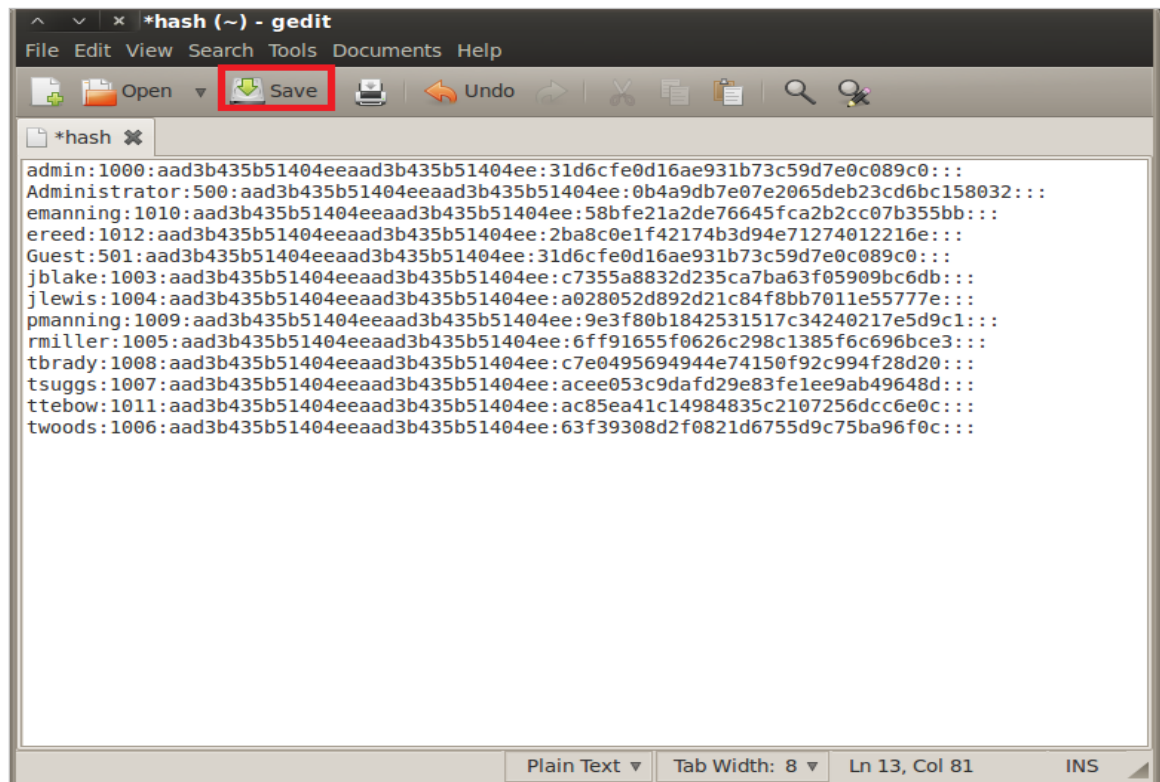 *hash (~) - gedit
File Edit View Search Tools Documents Help
Open Save Undo
*hash
admin:1000:aad3b435b51404eeaad3b435b51404ee:31d6cfe0d16ae931b73c59d7e0c089c0:::
Administrator:500:aad3b435b51404eeaad3b435b51404ee:0b4a9db7e07e2065deb23cd6bc158032:::
emanning:1010:aad3b435b51404eeaad3b435b51404ee:58bfe21a2de76645fca2b2cc07b355bb:::
ereed:1012:aad3b435b51404eeaad3b435b51404ee:2ba8c0e1f42174b3d94e71274012216e:::
Guest:501:aad3b435b51404eeaad3b435b51404ee:31d6cfe0d16ae931b73c59d7e0c089c0:::
jblake:1003:aad3b435b51404eeaad3b435b51404ee:c7355a8832d235ca7ba63f05909bc6db:::
jlewis:1004:aad3b435b51404eeaad3b435b51404ee:a028052d892d21c84f8bb7011e55777e:::
pmanning:1009:aad3b435b51404eeaad3b435b51404ee:9e3f80b1842531517c34240217e5d9c1:::
rmiller:1005:aad3b435b51404eeaad3b435b51404ee:6ff91655f0626c298c1385f6c696bce3:::
tbrady:1008:aad3b435b51404eeaad3b435b51404ee:c7e0495694944e74150f92c994f28d20:::
tsuggs:1007:aad3b435b51404eeaad3b435b51404ee:acee053c9dafd29e83fe1ee9ab49648d:::
ttebow:1011:aad3b435b51404eeaad3b435b51404ee:ac85ea41c14984835c2107256dcc6e0c:::
twoods:1006:aad3b435b51404eeaad3b435b51404ee:63f39308d2f0821d6755d9c75ba96f0c:::
Plain Text Tab Width: 8 Ln 13, Col 81 INS